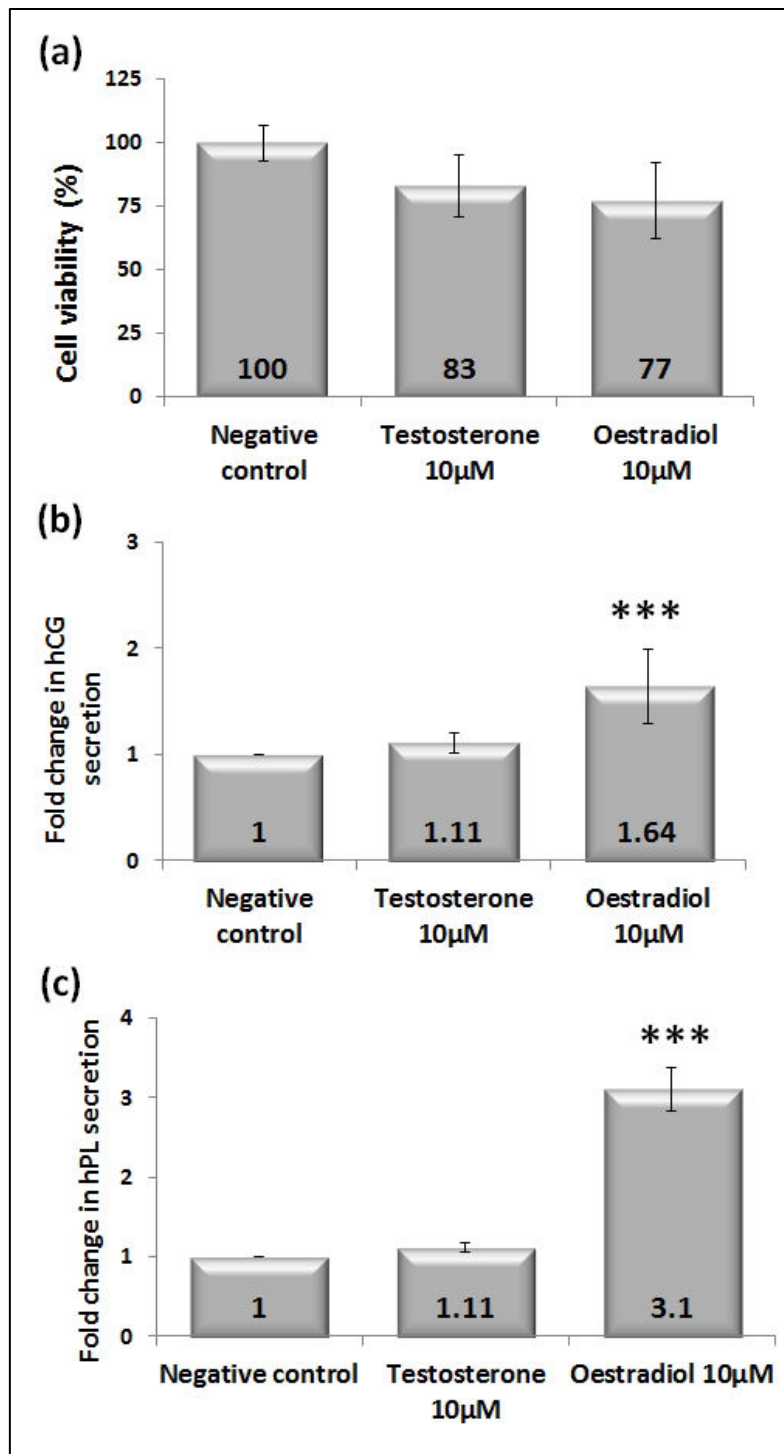 (a)
Cell viability (%)
125
100
75
50
25
0
100
83
77
Negative
control
Testosterone
10µM
Oestradiol
10µM
(b)
Fold change in hCG
secretion
3
2
1
0
***
1
1.11
1.64
Negative
control
Testosterone
10µM
Oestradiol
10µM
(c)
Fold change in hPL secretion
4
3
2
1
0
***
1
1.11
3.1
Negative control
Testosterone
10µM
Oestradiol 10µM